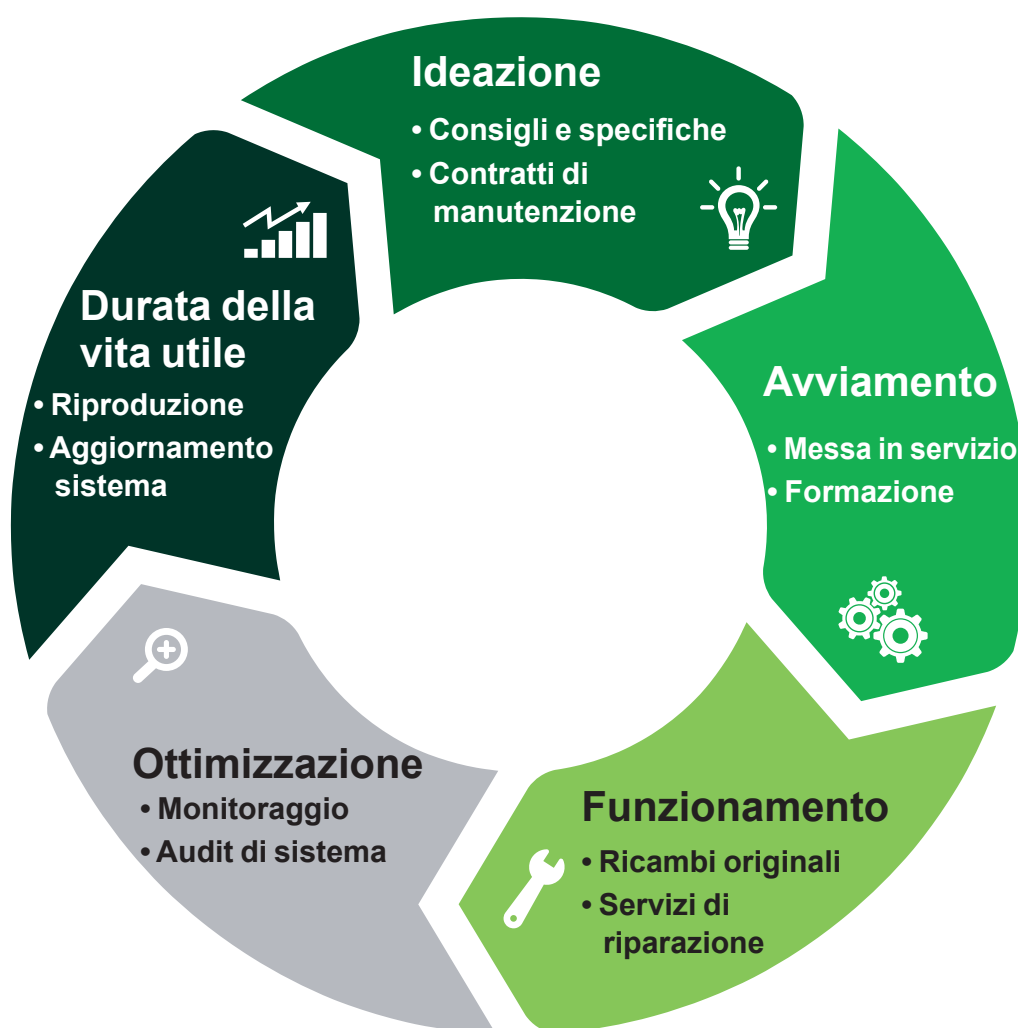 Ideazione
• Consigli e specifiche
• Contratti di
manutenzione
Avviamento
• Messa in servizio
• Formazione
Funzionamento
• Ricambi originali
• Servizi di
riparazione
Ottimizzazione
• Monitoraggio
• Audit di sistema
Durata della
vita utile
• Riproduzione
• Aggiornamento
sistema